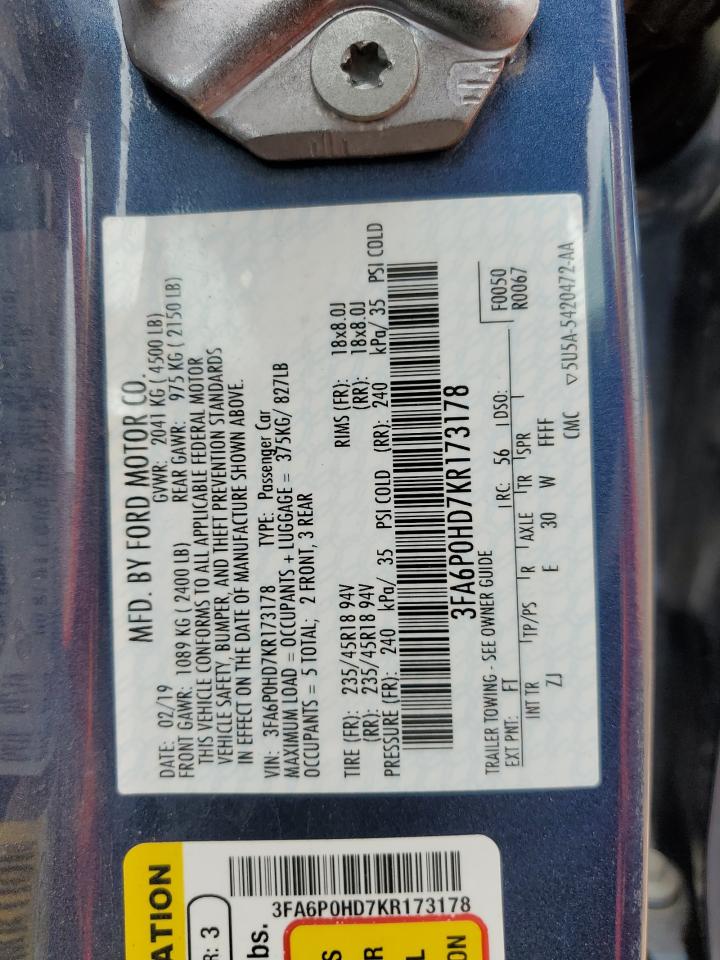 MFD. BY FORD MOTOR CO.
DATE: 02/19 GVWR: 2041 KG ( 4500 LB)
FRONT GAWR: 1089 KG ( 2400 LB) REAR GAWR: 975 KG ( 2150 LB)
THIS VEHICLE CONFORMS TO ALL APPLICABLE FEDERAL MOTOR
VEHICLE SAFETY, BUMPER, AND THEFT PREVENTION STANDARDS
IN EFFECT ON THE DATE OF MANUFACTURE SHOWN ABOVE.
VIN: 3FA6P0HD7KR173178 TYPE: Passenger Car
MAXIMUM LOAD = OCCUPANTS + LUGGAGE = 375KG/ 827LB
OCCUPANTS = 5 TOTAL; 2 FRONT, 3 REAR
TIRE (FR): 235/45R18 94V RIMS (FR): 18x8.0J
(RR): 235/45R18 94V (RR): 18x8.0J
PRESSURE (FR): 240 kPa/ 35 PSI COLD (RR): 240 kPa/ 35 PSI COLD
3FA6P0HD7KR173178
TRAILER TOWING - SEE OWNER GUIDE
F0050
R0067
EXT PNT: FT RC: 56 DSO:
INT TR TP/PS R AXLE TR SPR
ZJ E 30 W FFFF
CMC ▽5U5A-5420472-AA
ATION
R: 3
bs.
3FA6P0HD7KR173178
S
R
L
ON